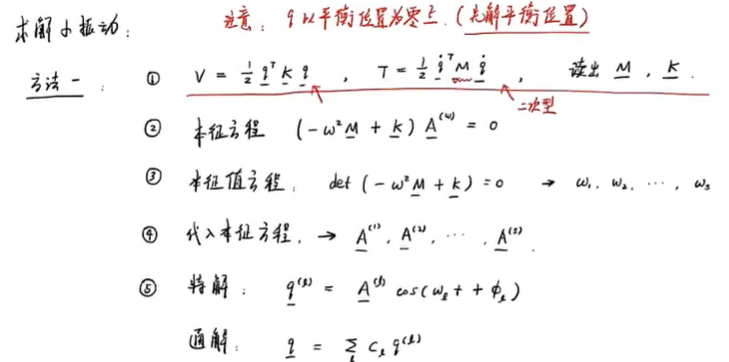 求解小振动:
注意: q以平衡位置为零点.(先解平衡位置)
方法一: ① V = ½ q̲ᵀ K̲ q̲ , T = ½ q̲̇ᵀ M̲ q̲̇ , 读出 M̲, K̲.
二次型
② 本征方程 (-ω²M̲ + K̲) A̲^(ω) = 0
③ 本征值方程. det (-ω²M̲ + K̲) = 0 → ω₁, ω₂, ⋯, ωₛ
④ 代入本征方程. → A̲^(1), A̲^(2), ⋯, A̲^(s).
⑤ 特解: q̲^(l) = A̲^(l) cos(ω_l t + ϕ_l)
通解: q̲ = Σ_l C_l q^(l)